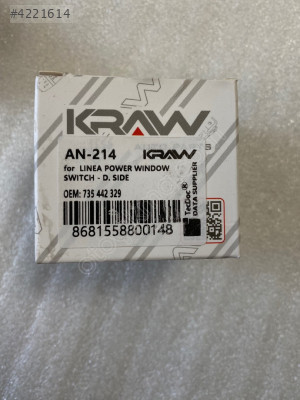 #4221614
KRAW
AN-214 KRAW
for LINEA POWER WINDOW
SWITCH - D. SIDE
OEM: 735 442 329
8681558800148
TecDoc®
DATA SUPPLIER